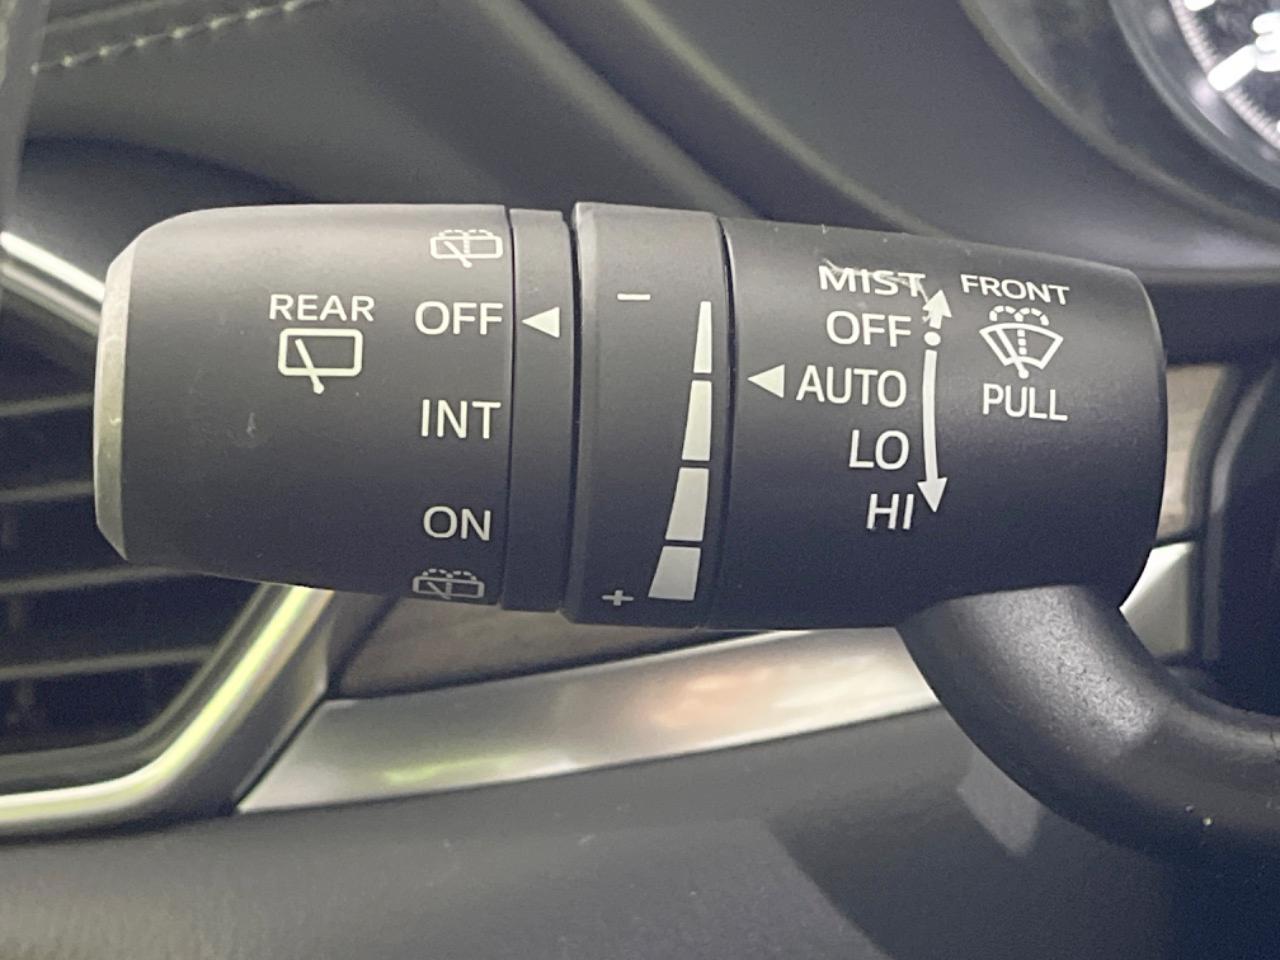 REAR
OFF
INT
ON
−
+
MIST
OFF
AUTO
LO
HI
FRONT
PULL